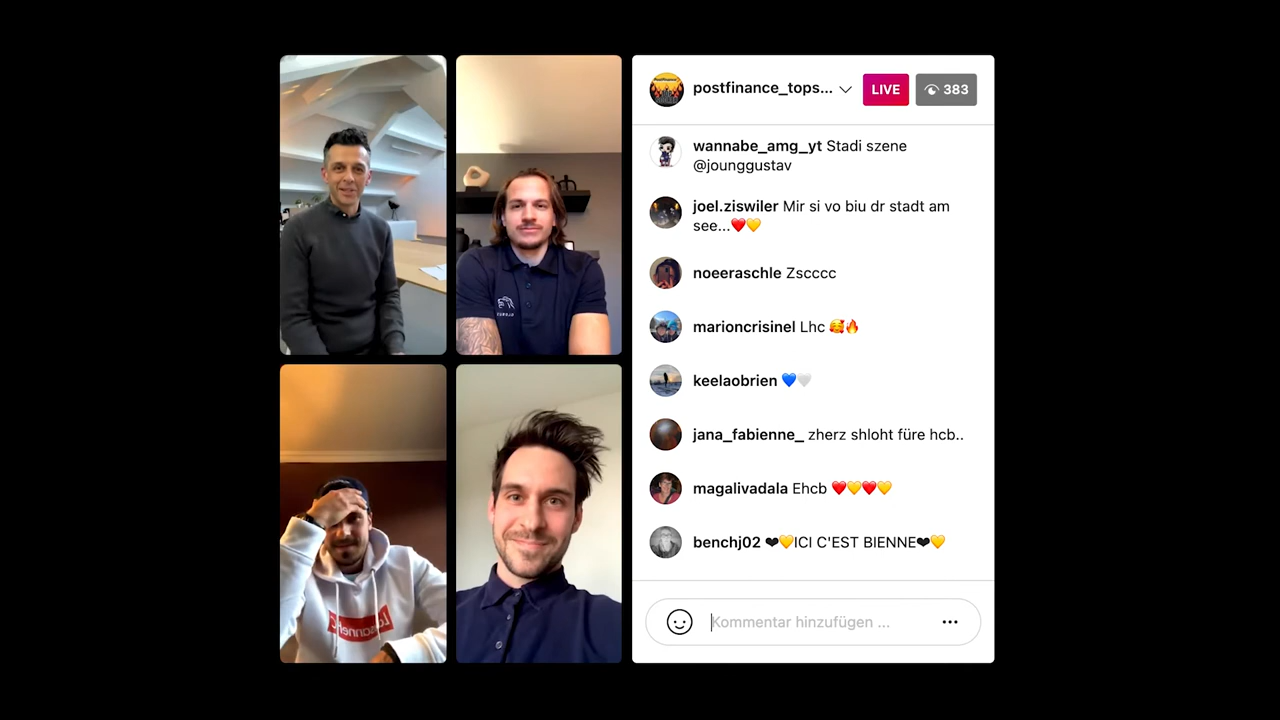 postfinance_tops...
LIVE
383
wannabe_amg_yt Stadi szene
@jounggustav
joel.ziswiler Mir si vo biu dr stadt am
see...❤️💛
noeeraschle Zscccc
marioncrisinel Lhc 🥰🔥
keelaobrien 💙🤍
jana_fabienne_ zherz shloht füre hcb..
magalivadala Ehcb ❤️💛❤️💛
benchj02 ❤💛ICI C'EST BIENNE❤💛
Kommentar hinzufügen ...